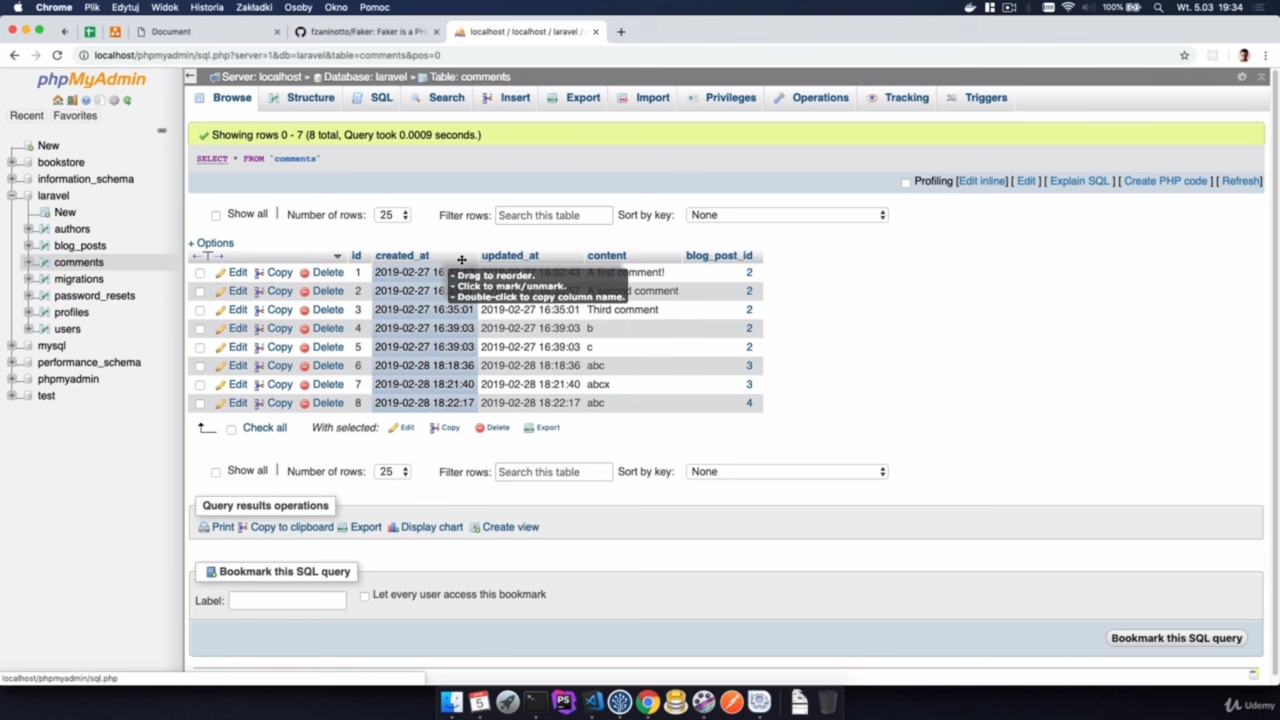 Chrome Plik Edytuj Widok Historia Zakładki Osoby Okno Pomoc 100% Wt. 5.03 19:34
Document fzaninotto/Faker: Faker is a PH localhost / localhost / laravel /
localhost/phpmyadmin/sql.php?server=1&db=laravel&table=comments&pos=0
phpMyAdmin
Recent Favorites
New
bookstore
information_schema
laravel
New
authors
blog_posts
comments
migrations
password_resets
profiles
users
mysql
performance_schema
phpmyadmin
test
Server: localhost » Database: laravel » Table: comments
Browse Structure SQL Search Insert Export Import Privileges Operations Tracking Triggers
Showing rows 0 - 7 (8 total, Query took 0.0009 seconds.)
SELECT * FROM `comments`
Profiling [Edit inline] [ Edit ] [ Explain SQL ] [ Create PHP code ] [ Refresh]
Show all | Number of rows: 25 Filter rows: Search this table Sort by key: None
+ Options
←T→ id created_at updated_at content blog_post_id
Edit Copy Delete 1 2019-02-27 16 A first comment! 2
Edit Copy Delete 2 2019-02-27 16 A second comment 2
Edit Copy Delete 3 2019-02-27 16:35:01 2019-02-27 16:35:01 Third comment 2
Edit Copy Delete 4 2019-02-27 16:39:03 2019-02-27 16:39:03 b 2
Edit Copy Delete 5 2019-02-27 16:39:03 2019-02-27 16:39:03 c 2
Edit Copy Delete 6 2019-02-28 18:18:36 2019-02-28 18:18:36 abc 3
Edit Copy Delete 7 2019-02-28 18:21:40 2019-02-28 18:21:40 abcx 3
Edit Copy Delete 8 2019-02-28 18:22:17 2019-02-28 18:22:17 abc 4
- Drag to reorder.
- Click to mark/unmark.
- Double-click to copy column name.
Check all With selected: Edit Copy Delete Export
Show all | Number of rows: 25 Filter rows: Search this table Sort by key: None
Query results operations
Print Copy to clipboard Export Display chart Create view
Bookmark this SQL query
Label: Let every user access this bookmark
Bookmark this SQL query
localhost/phpmyadmin/sql.php
5 PS
Udemy